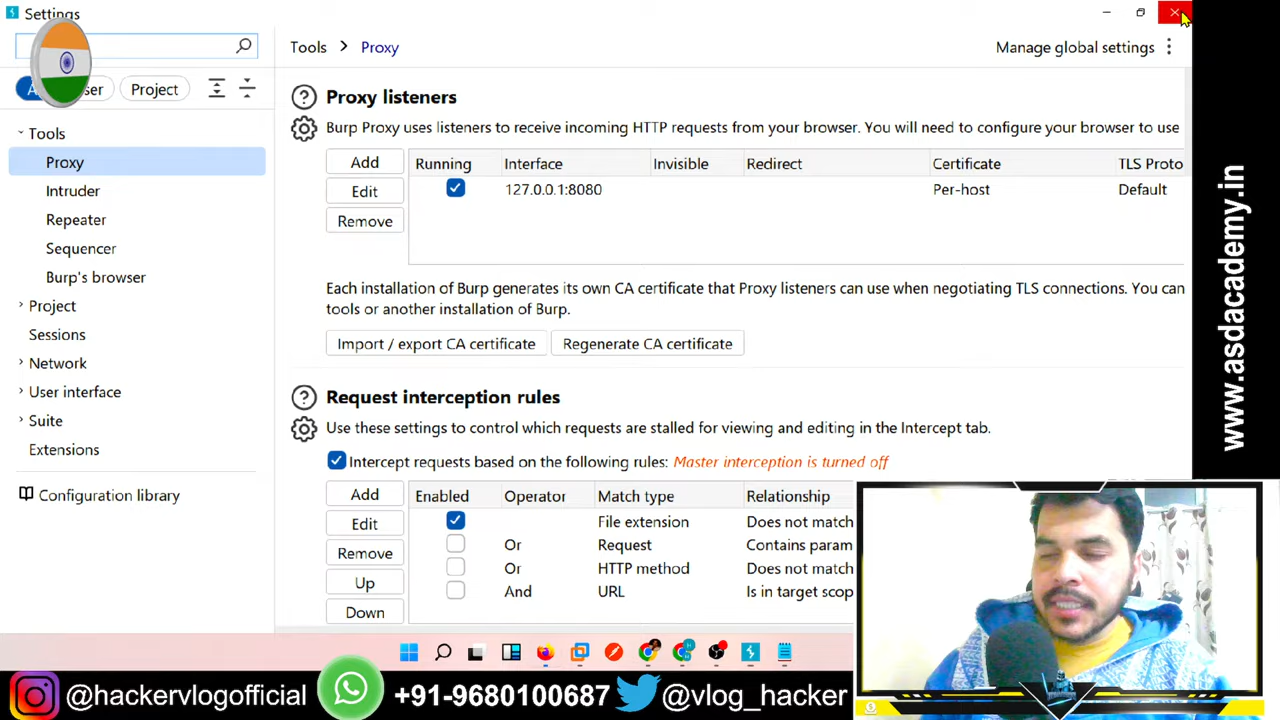 Settings
Tools > Proxy
Manage global settings
ser
Project
Tools
Proxy
Intruder
Repeater
Sequencer
Burp's browser
Project
Sessions
Network
User interface
Suite
Extensions
Configuration library
Proxy listeners
Burp Proxy uses listeners to receive incoming HTTP requests from your browser. You will need to configure your browser to use
Add
Edit
Remove
Running Interface Invisible Redirect Certificate TLS Proto
127.0.0.1:8080 Per-host Default
Each installation of Burp generates its own CA certificate that Proxy listeners can use when negotiating TLS connections. You can
tools or another installation of Burp.
Import / export CA certificate
Regenerate CA certificate
Request interception rules
Use these settings to control which requests are stalled for viewing and editing in the Intercept tab.
Intercept requests based on the following rules: Master interception is turned off
Add
Edit
Remove
Up
Down
Enabled Operator Match type Relationship
File extension Does not match
Or Request Contains param
Or HTTP method Does not match
And URL Is in target scop
www.asdacademy.in
@hackervlogofficial
+91-9680100687
@vlog_hacker